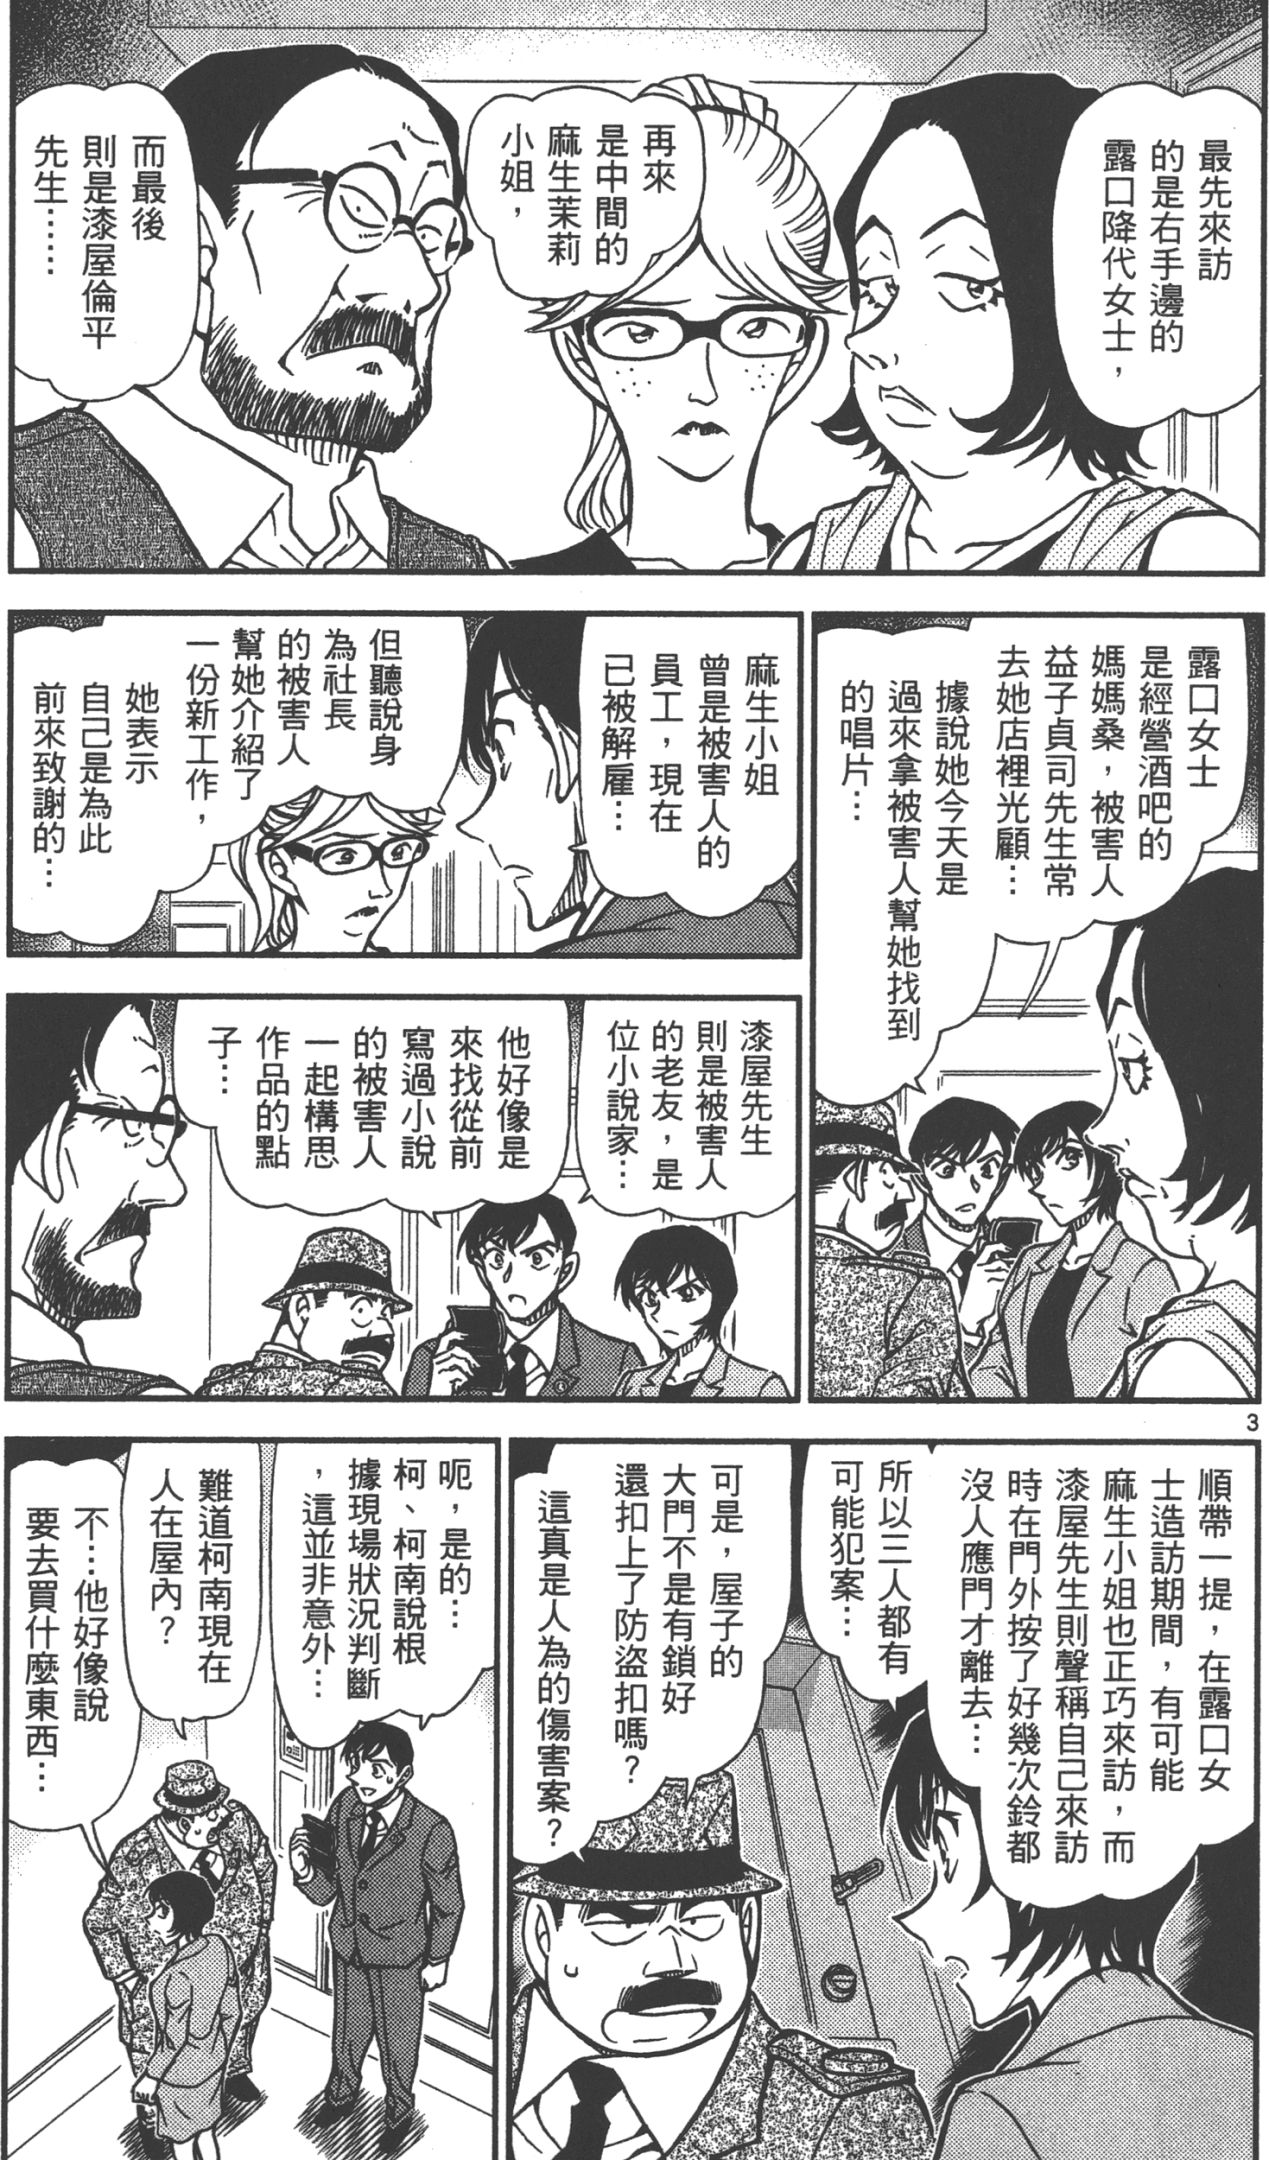 最先來訪
的是右手邊的
露口降代女士，
再來
是中間的
麻生茉莉
小姐，
而最後
則是漆屋倫平
先生……
露口女士
是經營酒吧的
媽媽桑，被害人
益子貞司先生常
去她店裡光顧…
據說她今天是
過來拿被害人幫她找到
的唱片…
麻生小姐
曾是被害人的
員工，現在
已被解雇…
但聽說身
為社長
的被害人
幫她介紹了
一份新工作，
她表示
自己是為此
前來致謝的…
漆屋先生
則是被害人
的老友，是
位小說家…
他好像是
來找從前
寫過小說
的被害人
一起構思
作品的點
子…
3
順帶一提，在露口女
士造訪期間，有可能
麻生小姐也正巧來訪，而
漆屋先生則聲稱自己來訪
時在門外按了好幾次鈴都
沒人應門才離去…
所以三人都有
可能犯案…
可是，屋子的
大門不是有鎖好
還扣上了防盜扣嗎？
這真是人為的傷害案？
呃，是的…
柯、柯南說根
據現場狀況判斷
，這並非意外…
難道柯南現在
人在屋內？
不…他好像說
要去買什麼東西…